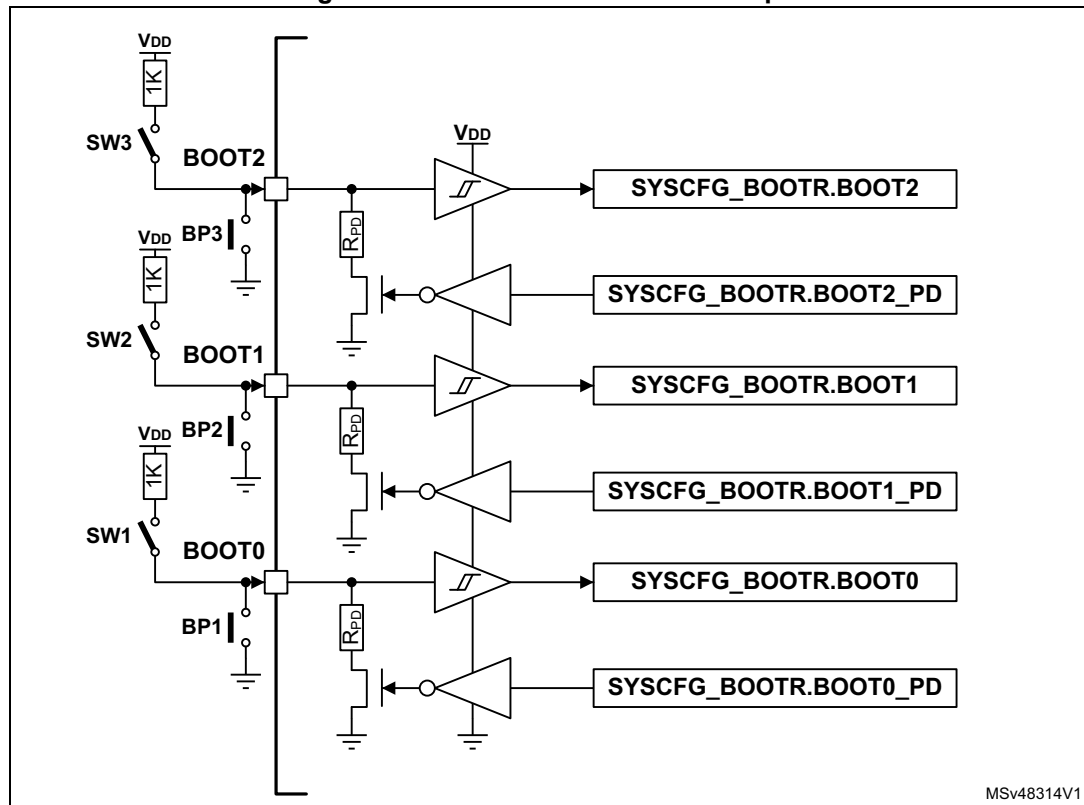 VDD
1K
SW3
BOOT2
VDD
SYSCFG_BOOTR.BOOT2
BP3
RPD
VDD
1K
SYSCFG_BOOTR.BOOT2_PD
SW2
BOOT1
SYSCFG_BOOTR.BOOT1
BP2
RPD
VDD
1K
SYSCFG_BOOTR.BOOT1_PD
SW1
BOOT0
SYSCFG_BOOTR.BOOT0
BP1
RPD
SYSCFG_BOOTR.BOOT0_PD
MSv48314V1